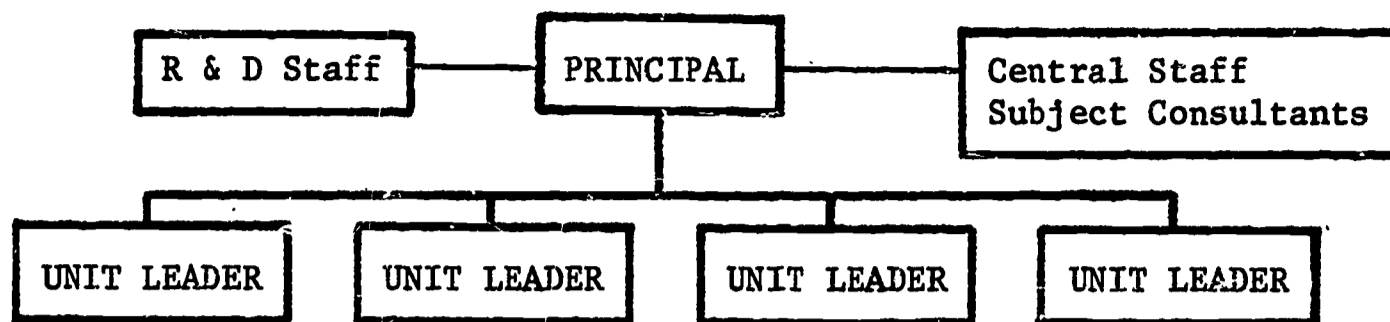 R & D Staff
PRINCIPAL
Central Staff
Subject Consultants
UNIT LEADER
UNIT LEADER
UNIT LEADER
UNIT LEADER